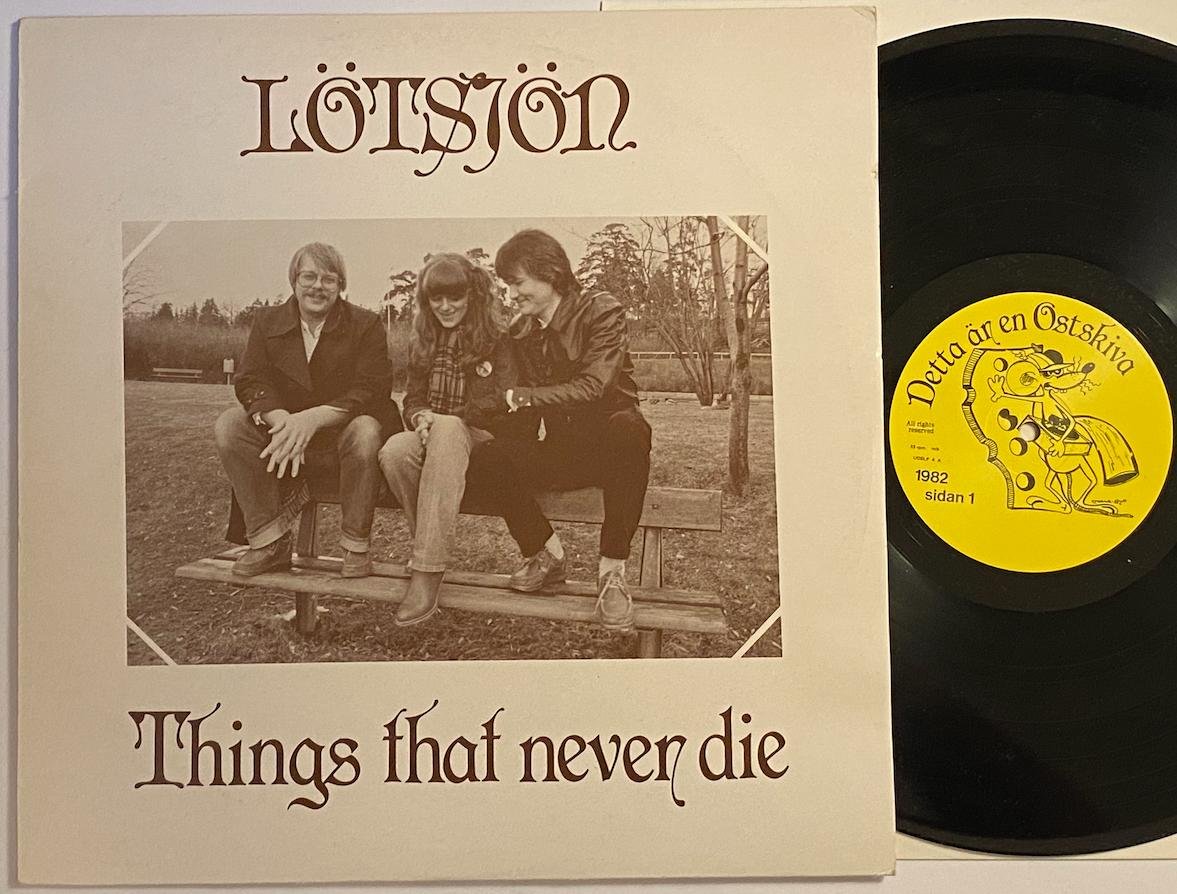 LÖTSJÖN
Things that never die
Detta är en Ostskiva
All rights
reserved
1982
sidan 1